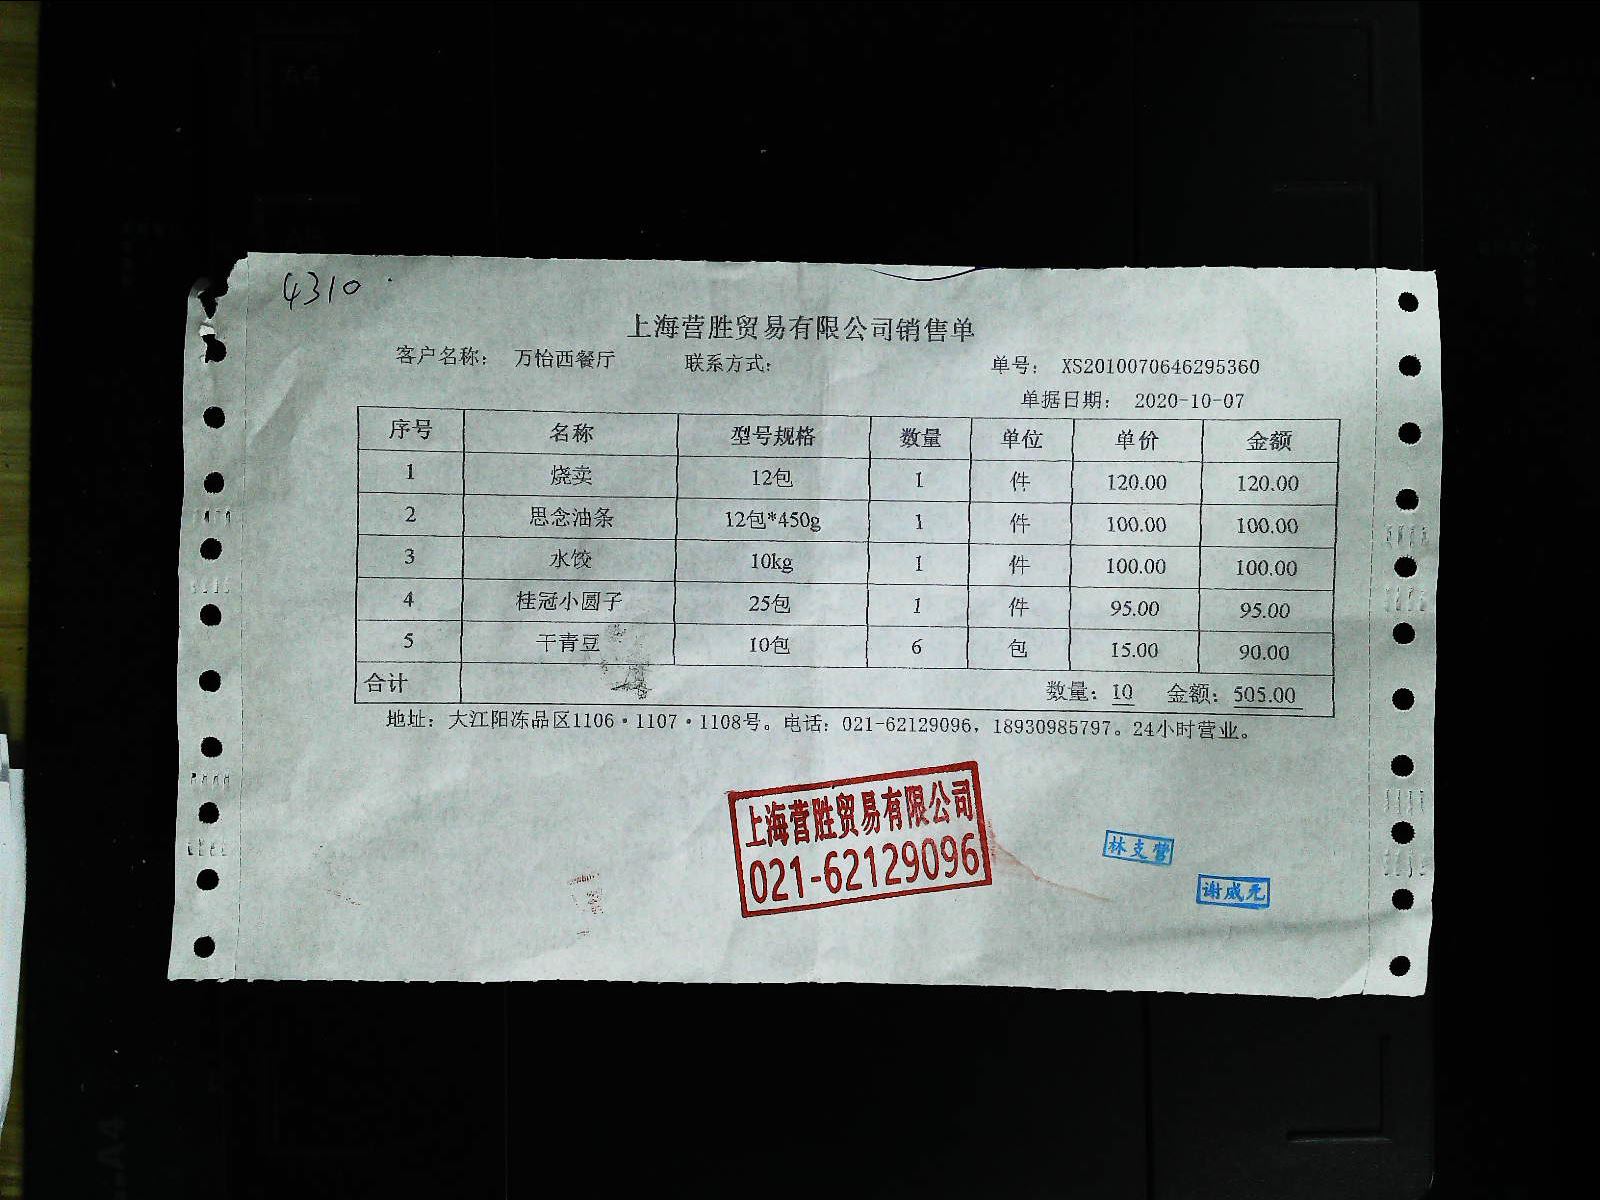 4310
上海营胜贸易有限公司销售单
客户名称： 万怡西餐厅 联系方式： 单号： XS2010070646295360
单据日期： 2020-10-07
序号 名称 型号规格 数量 单位 单价 金额
1 烧卖 12包 1 件 120.00 120.00
2 思念油条 12包*450g 1 件 100.00 100.00
3 水饺 10kg 1 件 100.00 100.00
4 桂冠小圆子 25包 1 件 95.00 95.00
5 干青豆 10包 6 包 15.00 90.00
合计 数量：10 金额：505.00
地址：大江阳冻品区1106·1107·1108号。电话：021-62129096，18930985797。24小时营业。
上海营胜贸易有限公司
021-62129096
林支营